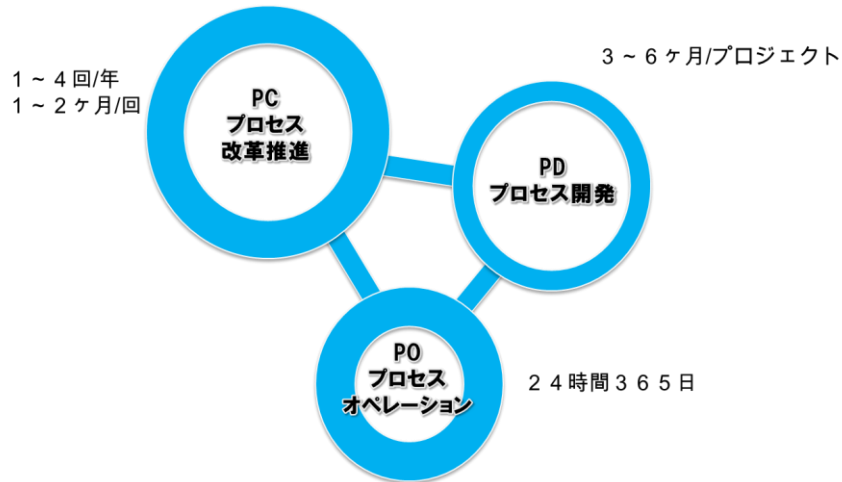 1～4回/年
1～2ヶ月/回
PC
プロセス
改革推進
3～6ヶ月/プロジェクト
PD
プロセス開発
PO
プロセス
オペレーション
24時間365日